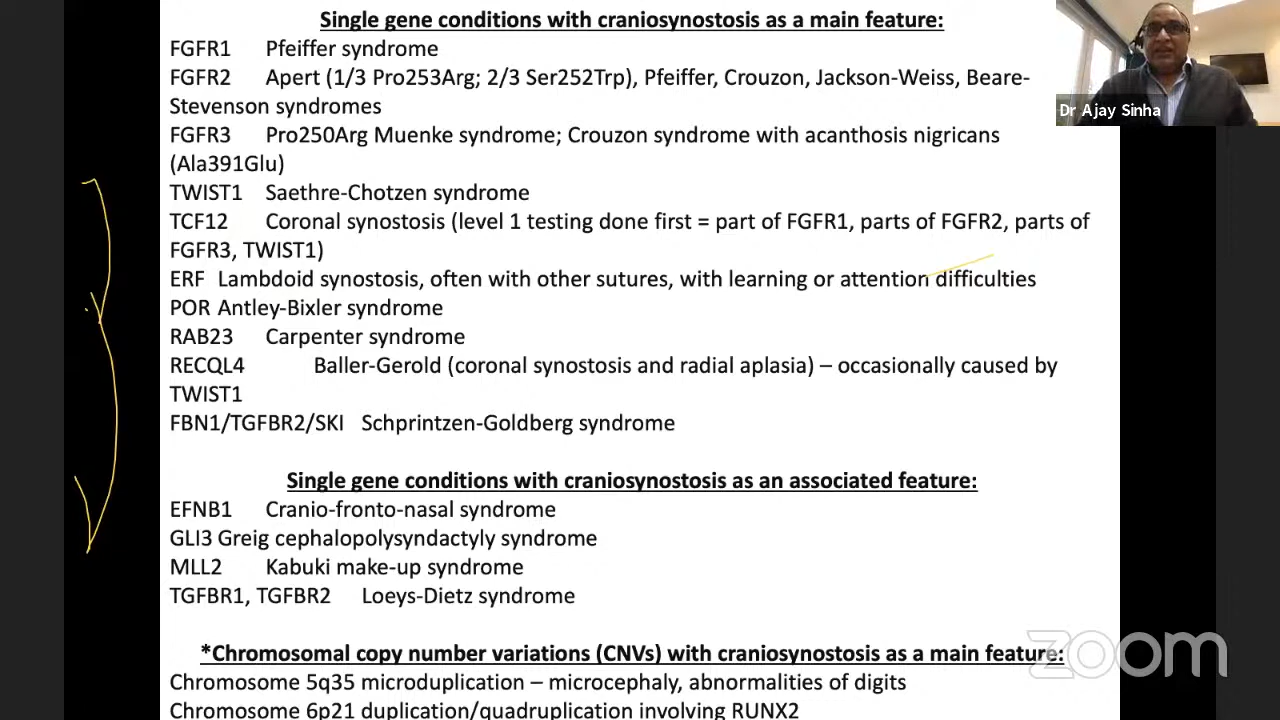 Single gene conditions with craniosynostosis as a main feature:
FGFR1 Pfeiffer syndrome
FGFR2 Apert (1/3 Pro253Arg; 2/3 Ser252Trp), Pfeiffer, Crouzon, Jackson-Weiss, Beare-
Stevenson syndromes
FGFR3 Pro250Arg Muenke syndrome; Crouzon syndrome with acanthosis nigricans
(Ala391Glu)
TWIST1 Saethre-Chotzen syndrome
TCF12 Coronal synostosis (level 1 testing done first = part of FGFR1, parts of FGFR2, parts of
FGFR3, TWIST1)
ERF Lambdoid synostosis, often with other sutures, with learning or attention difficulties
POR Antley-Bixler syndrome
RAB23 Carpenter syndrome
RECQL4 Baller-Gerold (coronal synostosis and radial aplasia) – occasionally caused by
TWIST1
FBN1/TGFBR2/SKI Schprintzen-Goldberg syndrome
Single gene conditions with craniosynostosis as an associated feature:
EFNB1 Cranio-fronto-nasal syndrome
GLI3 Greig cephalopolysyndactyly syndrome
MLL2 Kabuki make-up syndrome
TGFBR1, TGFBR2 Loeys-Dietz syndrome
*Chromosomal copy number variations (CNVs) with craniosynostosis as a main feature:
Chromosome 5q35 microduplication – microcephaly, abnormalities of digits
Chromosome 6p21 duplication/quadruplication involving RUNX2
Dr Ajay Sinha
zoom